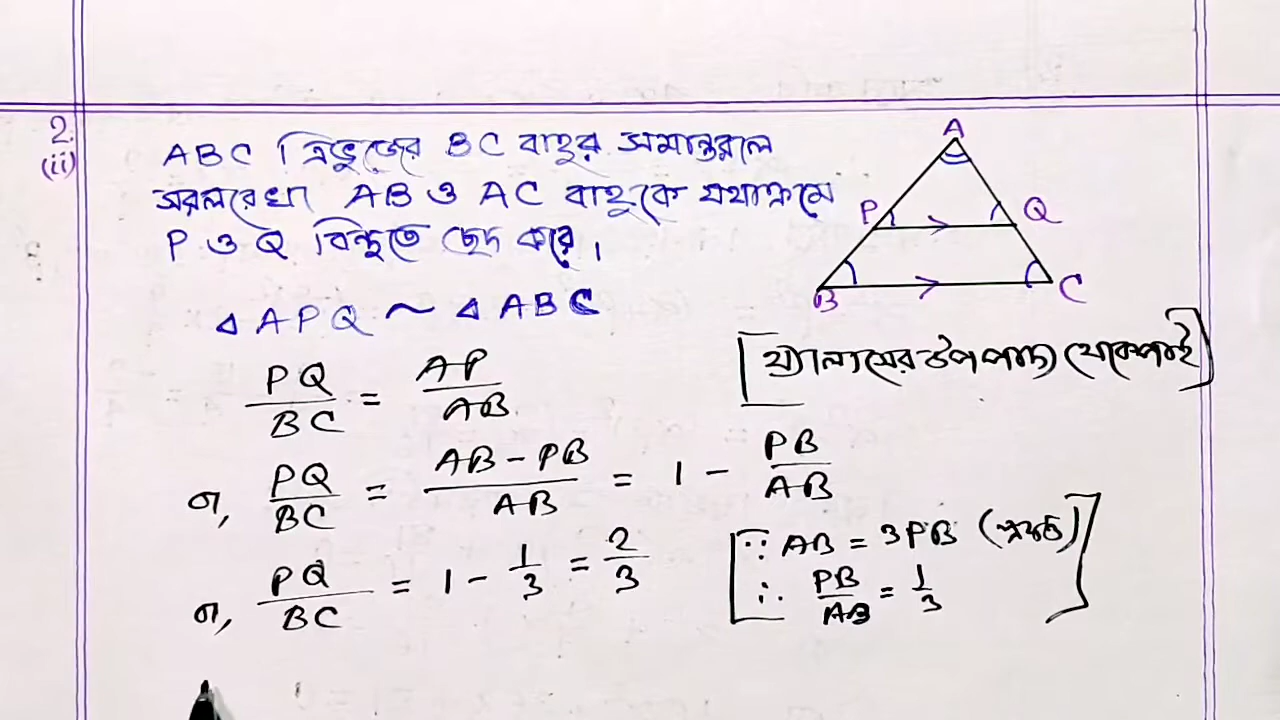 2.
(ii)
ABC ত্রিভুজের BC বাহুর সমান্তরাল
সরলরেখা AB ও AC বাহুকে যথাক্রমে
P ও Q বিন্দুতে ছেদ করে।
A
P
Q
B
C
△APQ ~ △ABC
PQ/BC = AP/AB
[থ্যালেসের উপপাদ্য থেকে পাই]
বা, PQ/BC = (AB - PB)/AB = 1 - PB/AB
বা, PQ/BC = 1 - 1/3 = 2/3
[∵ AB = 3PB (প্রদত্ত)
∴ PB/AB = 1/3]